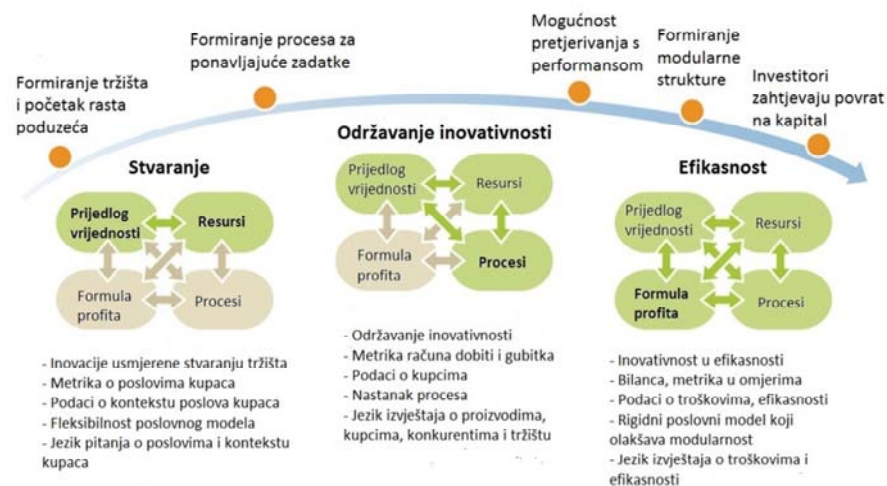 Formiranje tržišta
i početak rasta
poduzeća
Formiranje procesa za
ponavljajuće zadatke
Mogućnost
pretjerivanja s
performansom
Formiranje
modularne
strukture
Investitori
zahtjevaju povrat
na kapital
Stvaranje
Prijedlog
vrijednosti
Resursi
Formula
profita
Procesi
- Inovacije usmjerene stvaranju tržišta
- Metrika o poslovima kupaca
- Podaci o kontekstu poslova kupaca
- Fleksibilnost poslovnog modela
- Jezik pitanja o poslovima i kontekstu
kupaca
Održavanje inovativnosti
Prijedlog
vrijednosti
Resursi
Formula
profita
Procesi
- Održavanje inovativnosti
- Metrika računa dobiti i gubitka
- Podaci o kupcima
- Nastanak procesa
- Jezik izvještaja o proizvodima,
kupcima, konkurentima i tržištu
Efikasnost
Prijedlog
vrijednosti
Resursi
Formula
profita
Procesi
- Inovativnost u efikasnosti
- Bilanca, metrika u omjerima
- Podaci o troškovima, efikasnosti
- Rigidni poslovni model koji
olakšava modularnost
- Jezik izvještaja o troškovima i
efikasnosti